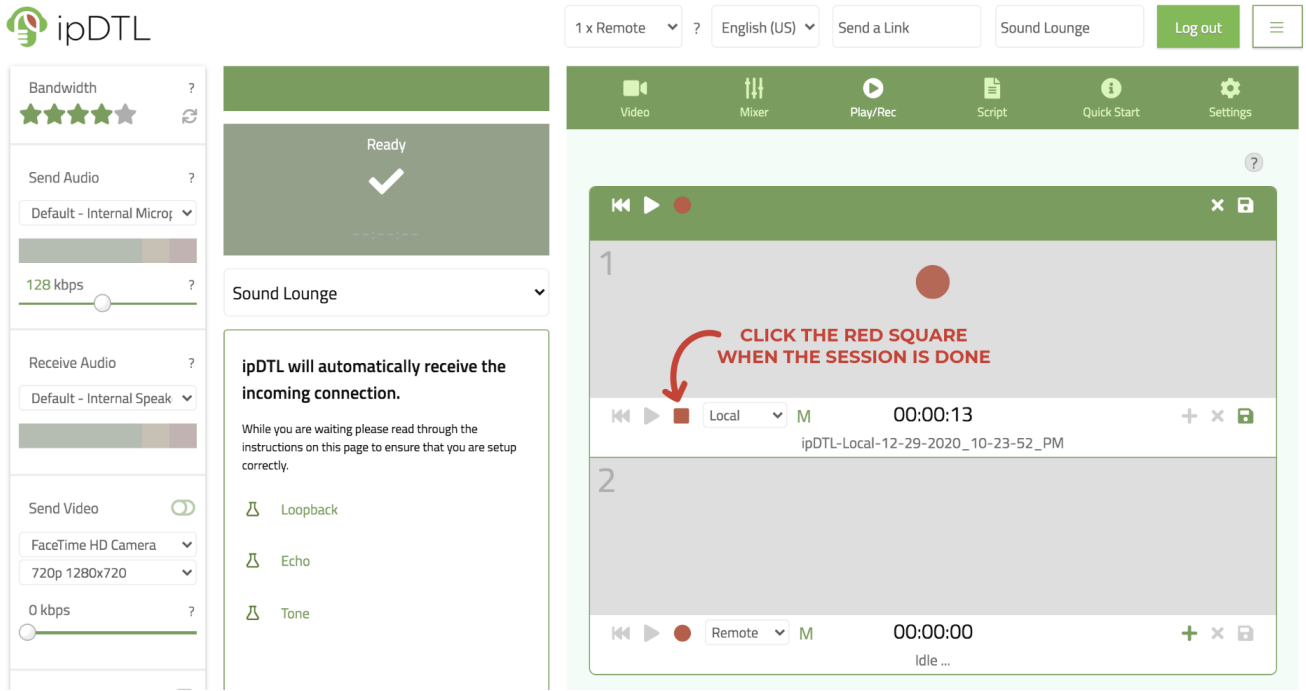 ipDTL
1 x Remote
?
English (US)
Send a Link
Sound Lounge
Log out
Bandwidth ?
Send Audio ?
Default - Internal Microp
128 kbps ?
Receive Audio ?
Default - Internal Speak
Send Video
FaceTime HD Camera
720p 1280x720
0 kbps ?
Ready
--:--:--
Sound Lounge
ipDTL will automatically receive the
incoming connection.
While you are waiting please read through the
instructions on this page to ensure that you are setup
correctly.
Loopback
Echo
Tone
Video
Mixer
Play/Rec
Script
Quick Start
Settings
?
1
CLICK THE RED SQUARE
WHEN THE SESSION IS DONE
Local M 00:00:13
ipDTL-Local-12-29-2020_10-23-52_PM
2
Remote M 00:00:00
Idle ...